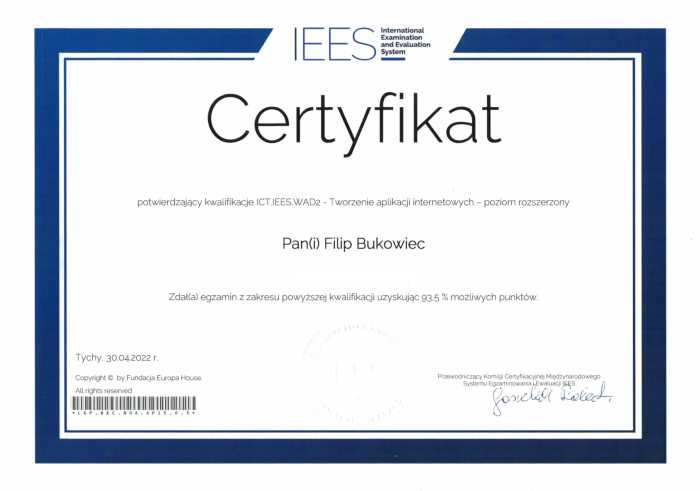 IEES
International
Examination
and Evaluation
System
Certyfikat
potwierdzający kwalifikacje ICT.IEES.WAD2 - Tworzenie aplikacji internetowych – poziom rozszerzony
Pan(i) Filip Bukowiec
Zdał(a) egzamin z zakresu powyższej kwalifikacji uzyskując 93,5 % możliwych punktów.
Tychy, 30.04.2022 r.
Copyright © by Fundacja Europa House
All rights reserved
Przewodniczący Komisji Certyfikacyjnej Międzynarodowego
Systemu Egzaminowania i Ewaluacji IEES